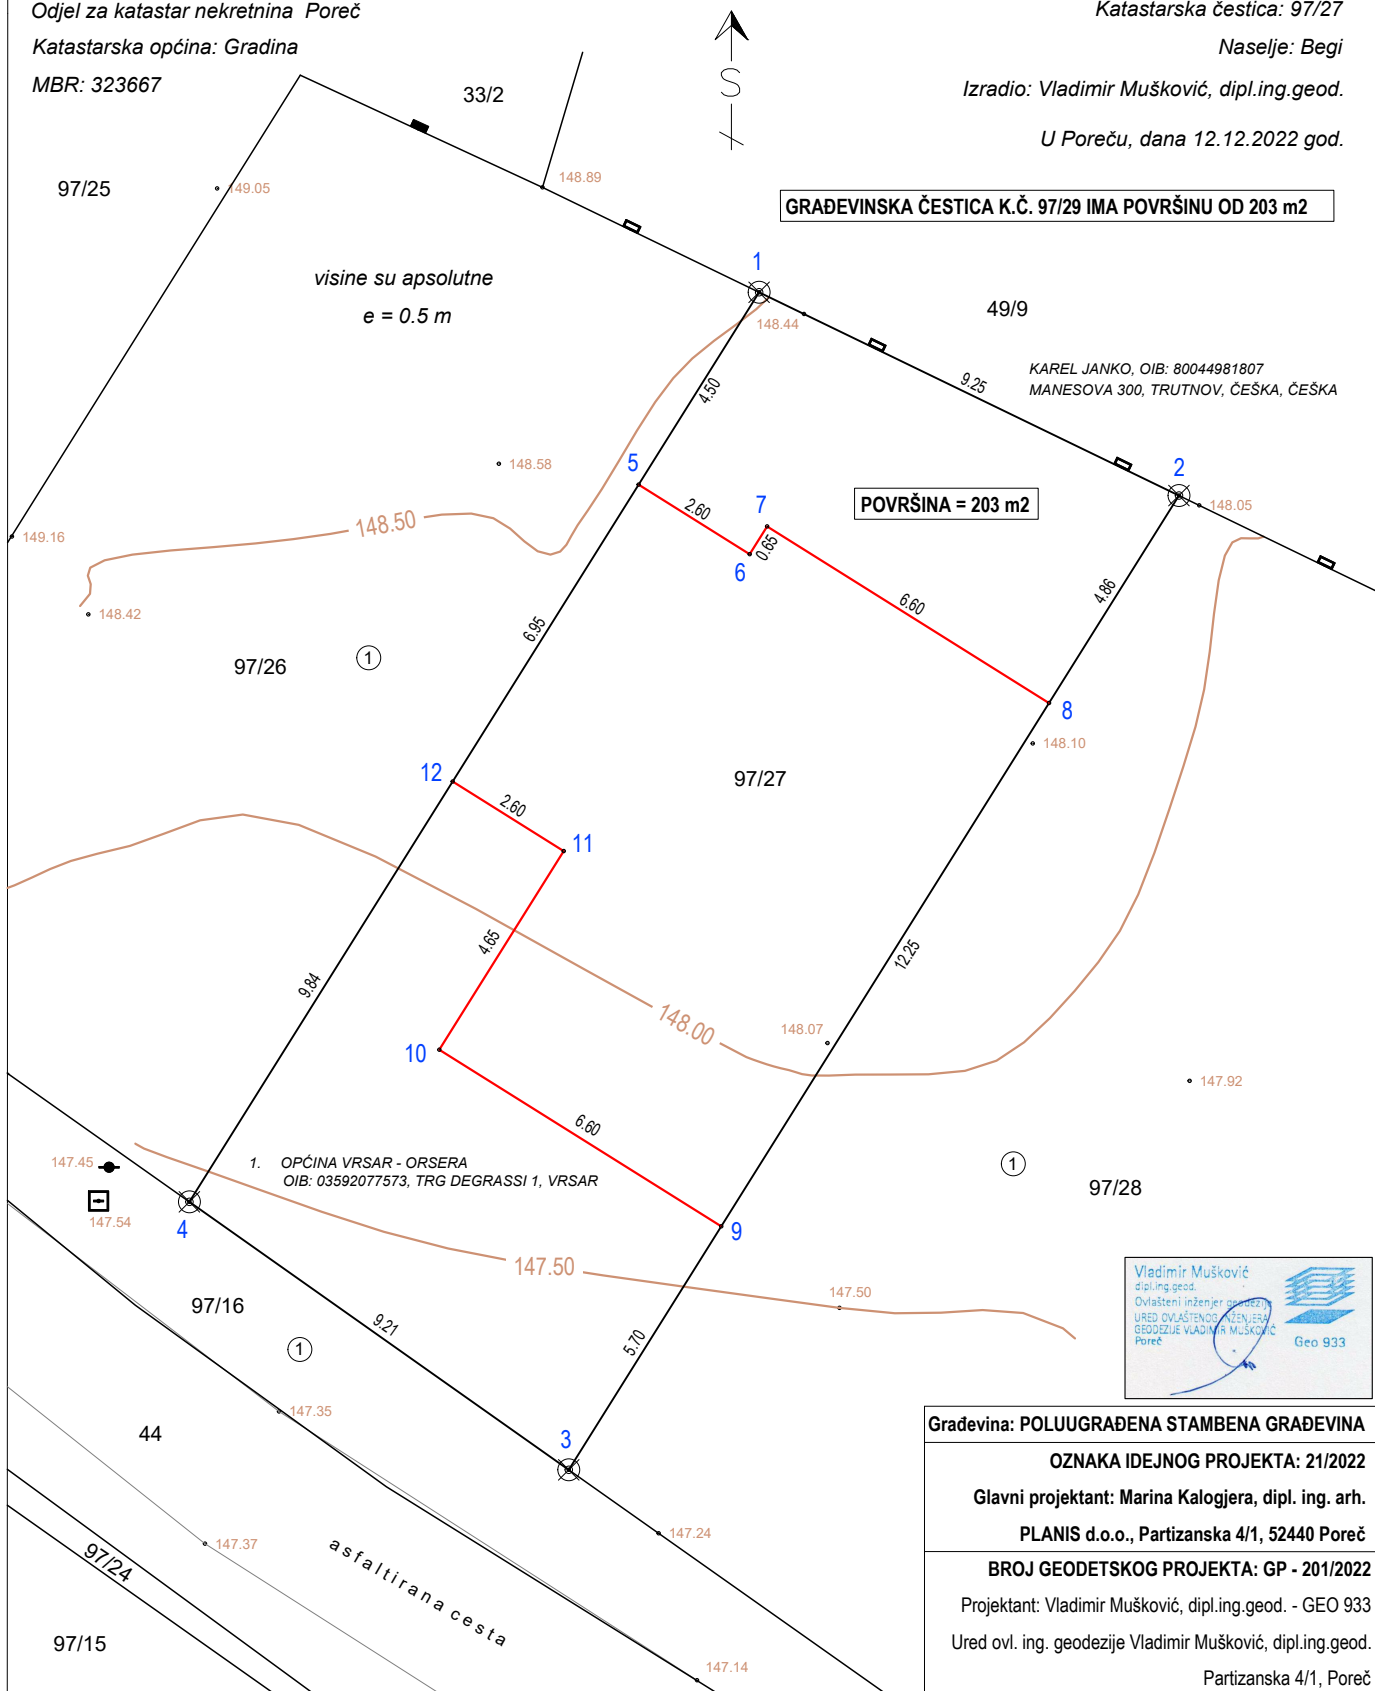 Odjel za katastar nekretnina  Poreč
Katastarska općina: Gradina
MBR: 323667
Katastarska čestica: 97/27
Naselje: Begi
Izradio: Vladimir Mušković, dipl.ing.geod.
U Poreču, dana 12.12.2022 god.
S
33/2
97/25
149.05
148.89
GRAĐEVINSKA ČESTICA K.Č. 97/29 IMA POVRŠINU OD 203 m2
visine su apsolutne
e = 0.5 m
1
148.44
49/9
KAREL JANKO, OIB: 80044981807
MANESOVA 300, TRUTNOV, ČEŠKA, ČEŠKA
9.25
4.50
5
148.58
2
148.05
POVRŠINA = 203 m2
2.60
7
148.50
149.16
0.65
6
4.86
6.60
148.42
6.95
97/26
1
8
148.10
97/27
12
2.60
11
4.65
12.25
9.84
148.00
148.07
10
147.92
6.60
147.45
1. OPĆINA VRSAR - ORSERA
OIB: 03592077573, TRG DEGRASSI 1, VRSAR
1
97/28
147.54
4
9
147.50
147.50
97/16
9.21
5.70
1
Vladimir Mušković
dipl.ing.geod.
Ovlašteni inženjer geodezije
URED OVLAŠTENOG INŽENJERA
GEODEZIJE VLADIMIR MUŠKOVIĆ
Poreč
Geo 933
147.35
44
3
Građevina: POLUUGRAĐENA STAMBENA GRAĐEVINA
OZNAKA IDEJNOG PROJEKTA: 21/2022
Glavni projektant: Marina Kalogjera, dipl. ing. arh.
PLANIS d.o.o., Partizanska 4/1, 52440 Poreč
BROJ GEODETSKOG PROJEKTA: GP - 201/2022
Projektant: Vladimir Mušković, dipl.ing.geod. - GEO 933
Ured ovl. ing. geodezije Vladimir Mušković, dipl.ing.geod.
Partizanska 4/1, Poreč
147.24
147.37
97/24
asfaltirana cesta
97/15
147.14